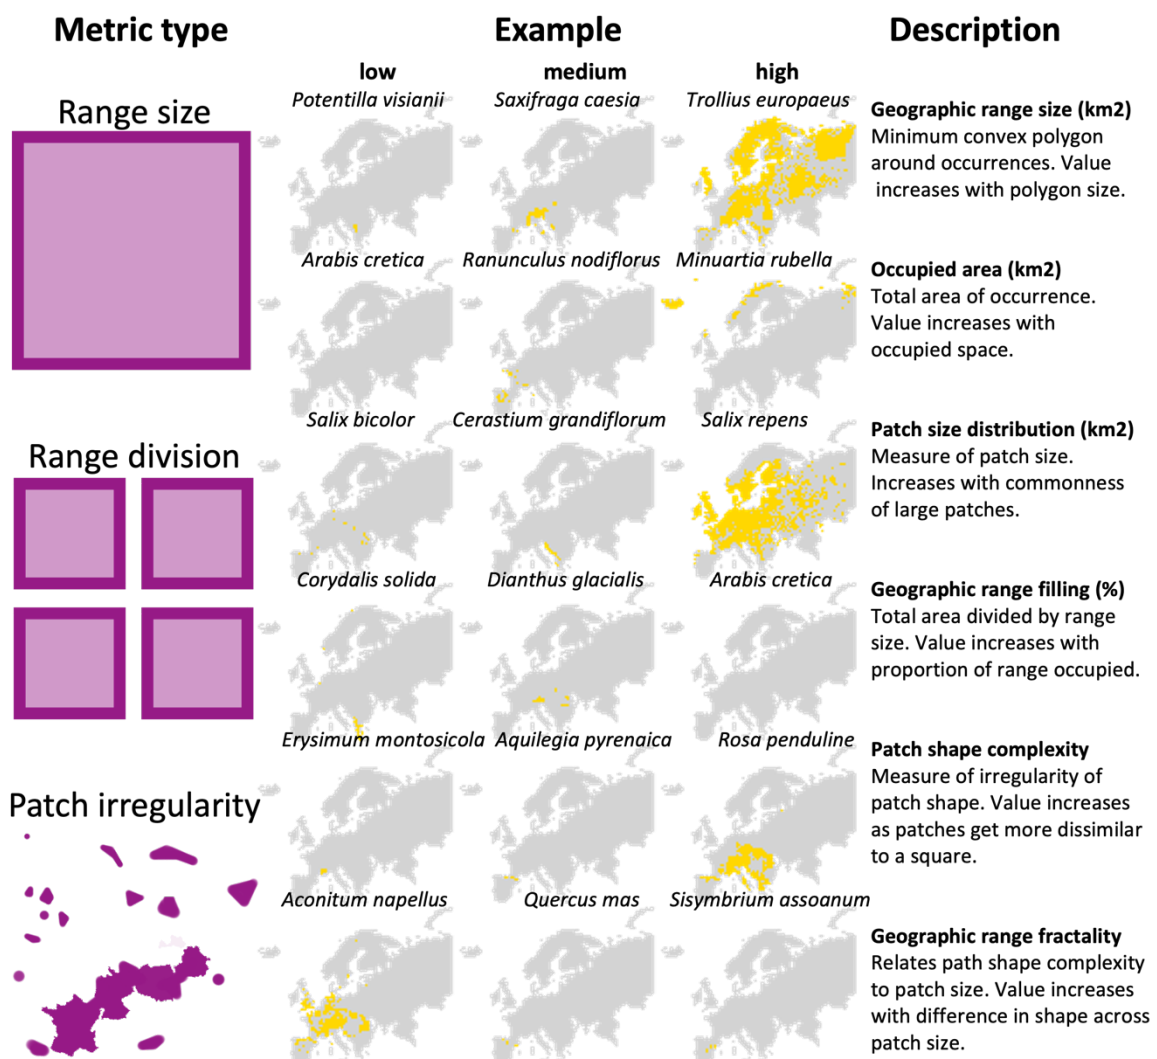 Metric type
Example
Description
low
medium
high
Range size
Potentilla visianii
Saxifraga caesia
Trollius europaeus
Geographic range size (km2)
Minimum convex polygon
around occurrences. Value
increases with polygon size.
Arabis cretica
Ranunculus nodiflorus
Minuartia rubella
Occupied area (km2)
Total area of occurrence.
Value increases with
occupied space.
Range division
Salix bicolor
Cerastium grandiflorum
Salix repens
Patch size distribution (km2)
Measure of patch size.
Increases with commonness
of large patches.
Corydalis solida
Dianthus glacialis
Arabis cretica
Geographic range filling (%)
Total area divided by range
size. Value increases with
proportion of range occupied.
Patch irregularity
Erysimum montosicola
Aquilegia pyrenaica
Rosa penduline
Patch shape complexity
Measure of irregularity of
patch shape. Value increases
as patches get more dissimilar
to a square.
Aconitum napellus
Quercus mas
Sisymbrium assoanum
Geographic range fractality
Relates path shape complexity
to patch size. Value increases
with difference in shape across
patch size.